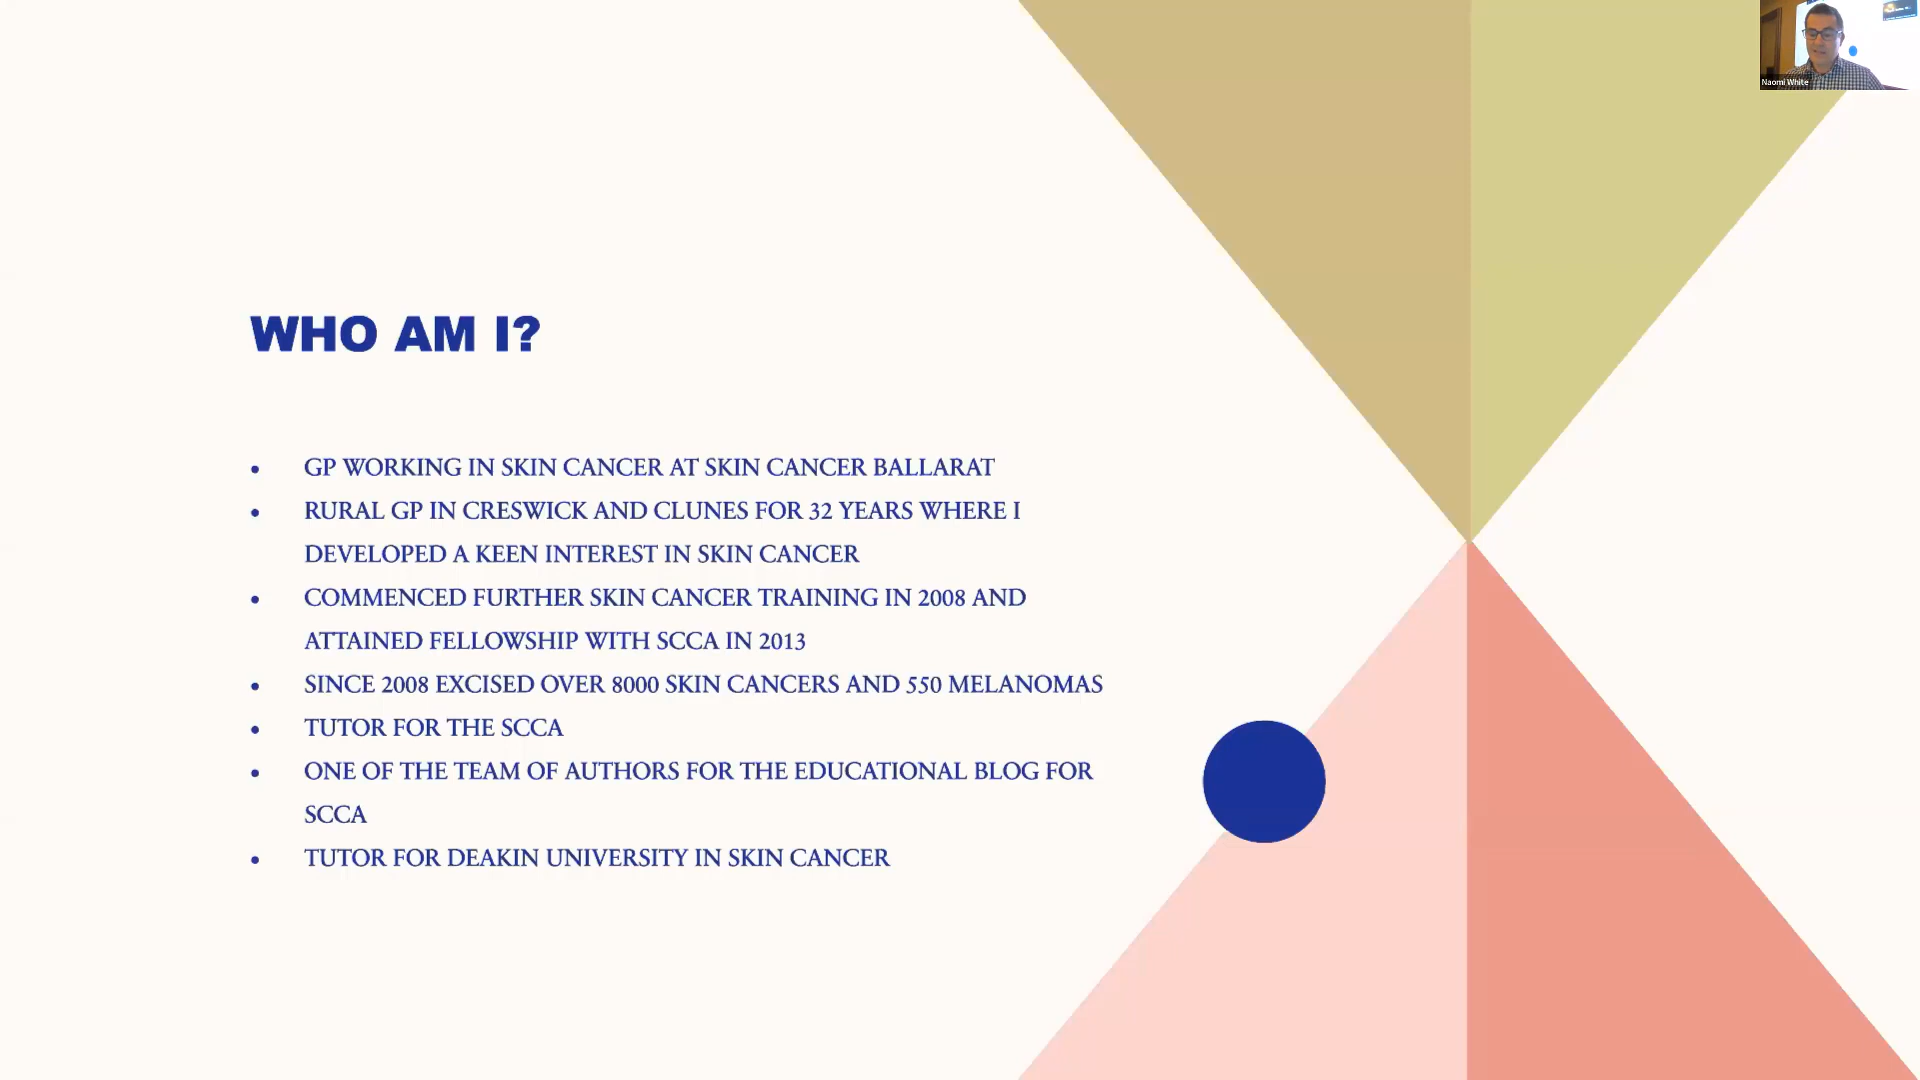 Naomi White
WHO AM I?
• GP WORKING IN SKIN CANCER AT SKIN CANCER BALLARAT
• RURAL GP IN CRESWICK AND CLUNES FOR 32 YEARS WHERE I
DEVELOPED A KEEN INTEREST IN SKIN CANCER
• COMMENCED FURTHER SKIN CANCER TRAINING IN 2008 AND
ATTAINED FELLOWSHIP WITH SCCA IN 2013
• SINCE 2008 EXCISED OVER 8000 SKIN CANCERS AND 550 MELANOMAS
• TUTOR FOR THE SCCA
• ONE OF THE TEAM OF AUTHORS FOR THE EDUCATIONAL BLOG FOR
SCCA
• TUTOR FOR DEAKIN UNIVERSITY IN SKIN CANCER